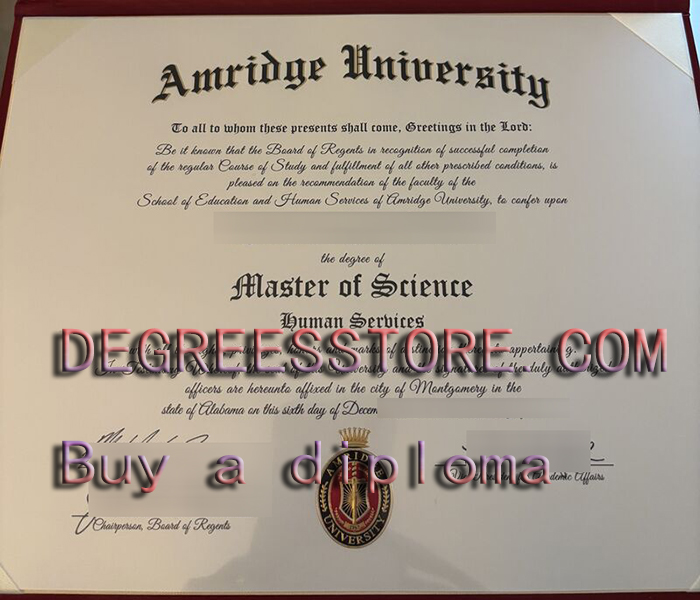 Amridge University
To all to whom these presents shall come, Greetings in the Lord:
Be it known that the Board of Regents in recognition of successful completion
of the regular Course of Study and fulfillment of all other prescribed conditions, is
pleased on the recommendation of the faculty of the
School of Education and Human Services of Amridge University, to confer upon
the degree of
Master of Science
Human Services
DEGREESSTORE.COM
officers are hereunto affixed in the city of Montgomery in the
state of Alabama on this sixth day of Decem
Buy a diploma
AMRIDGE
UNIVERSITY
Academic Affairs
Chairperson, Board of Regents